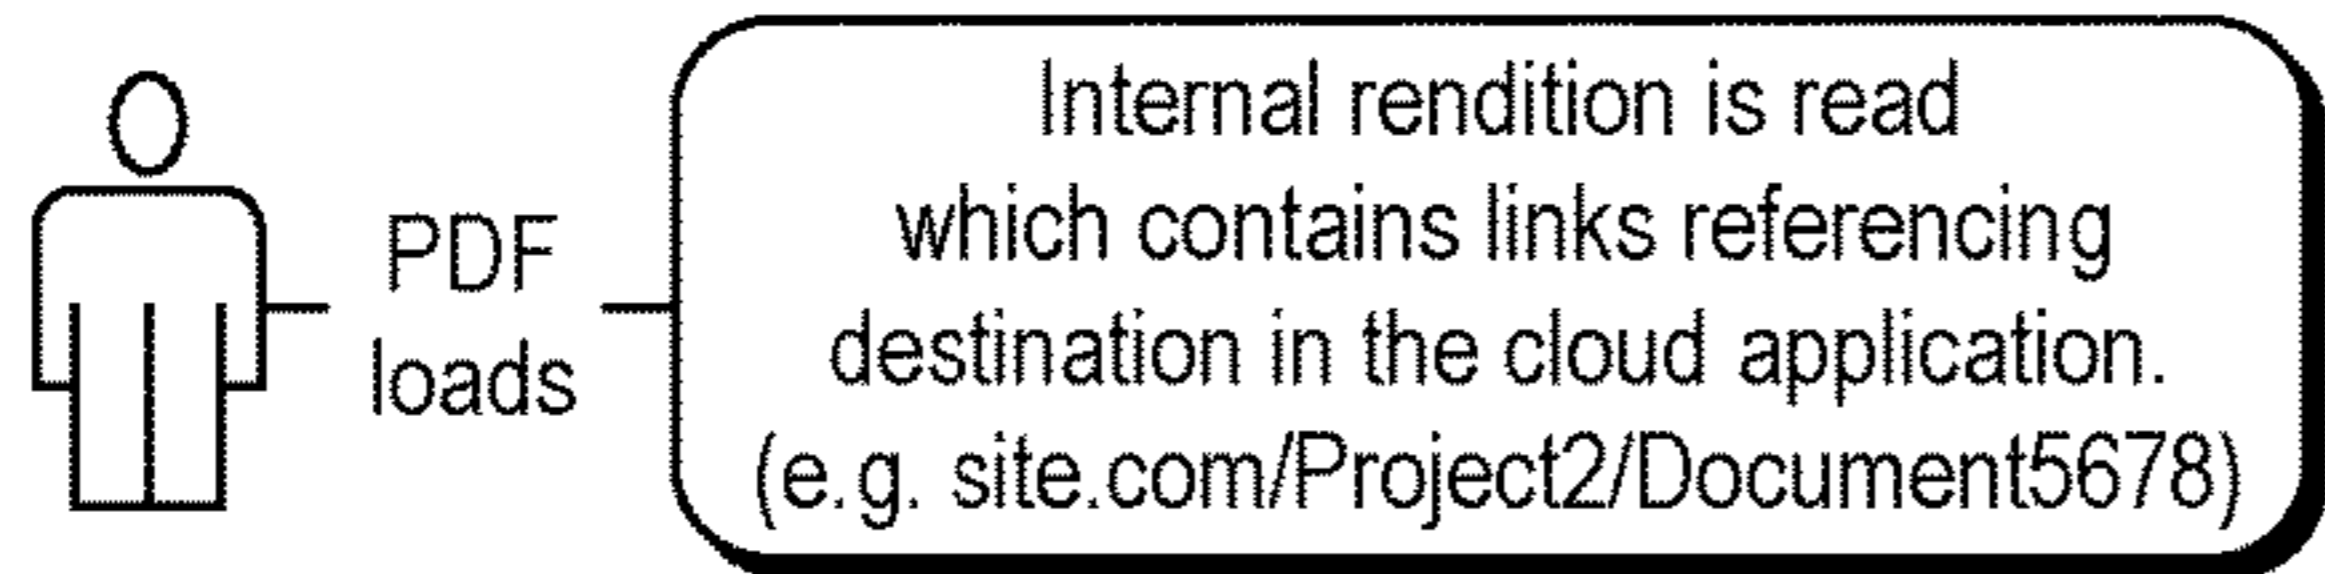 PDF
loads
Internal rendition is read
which contains links referencing
destination in the cloud application.
(e.g. site.com/Project2/Document5678)